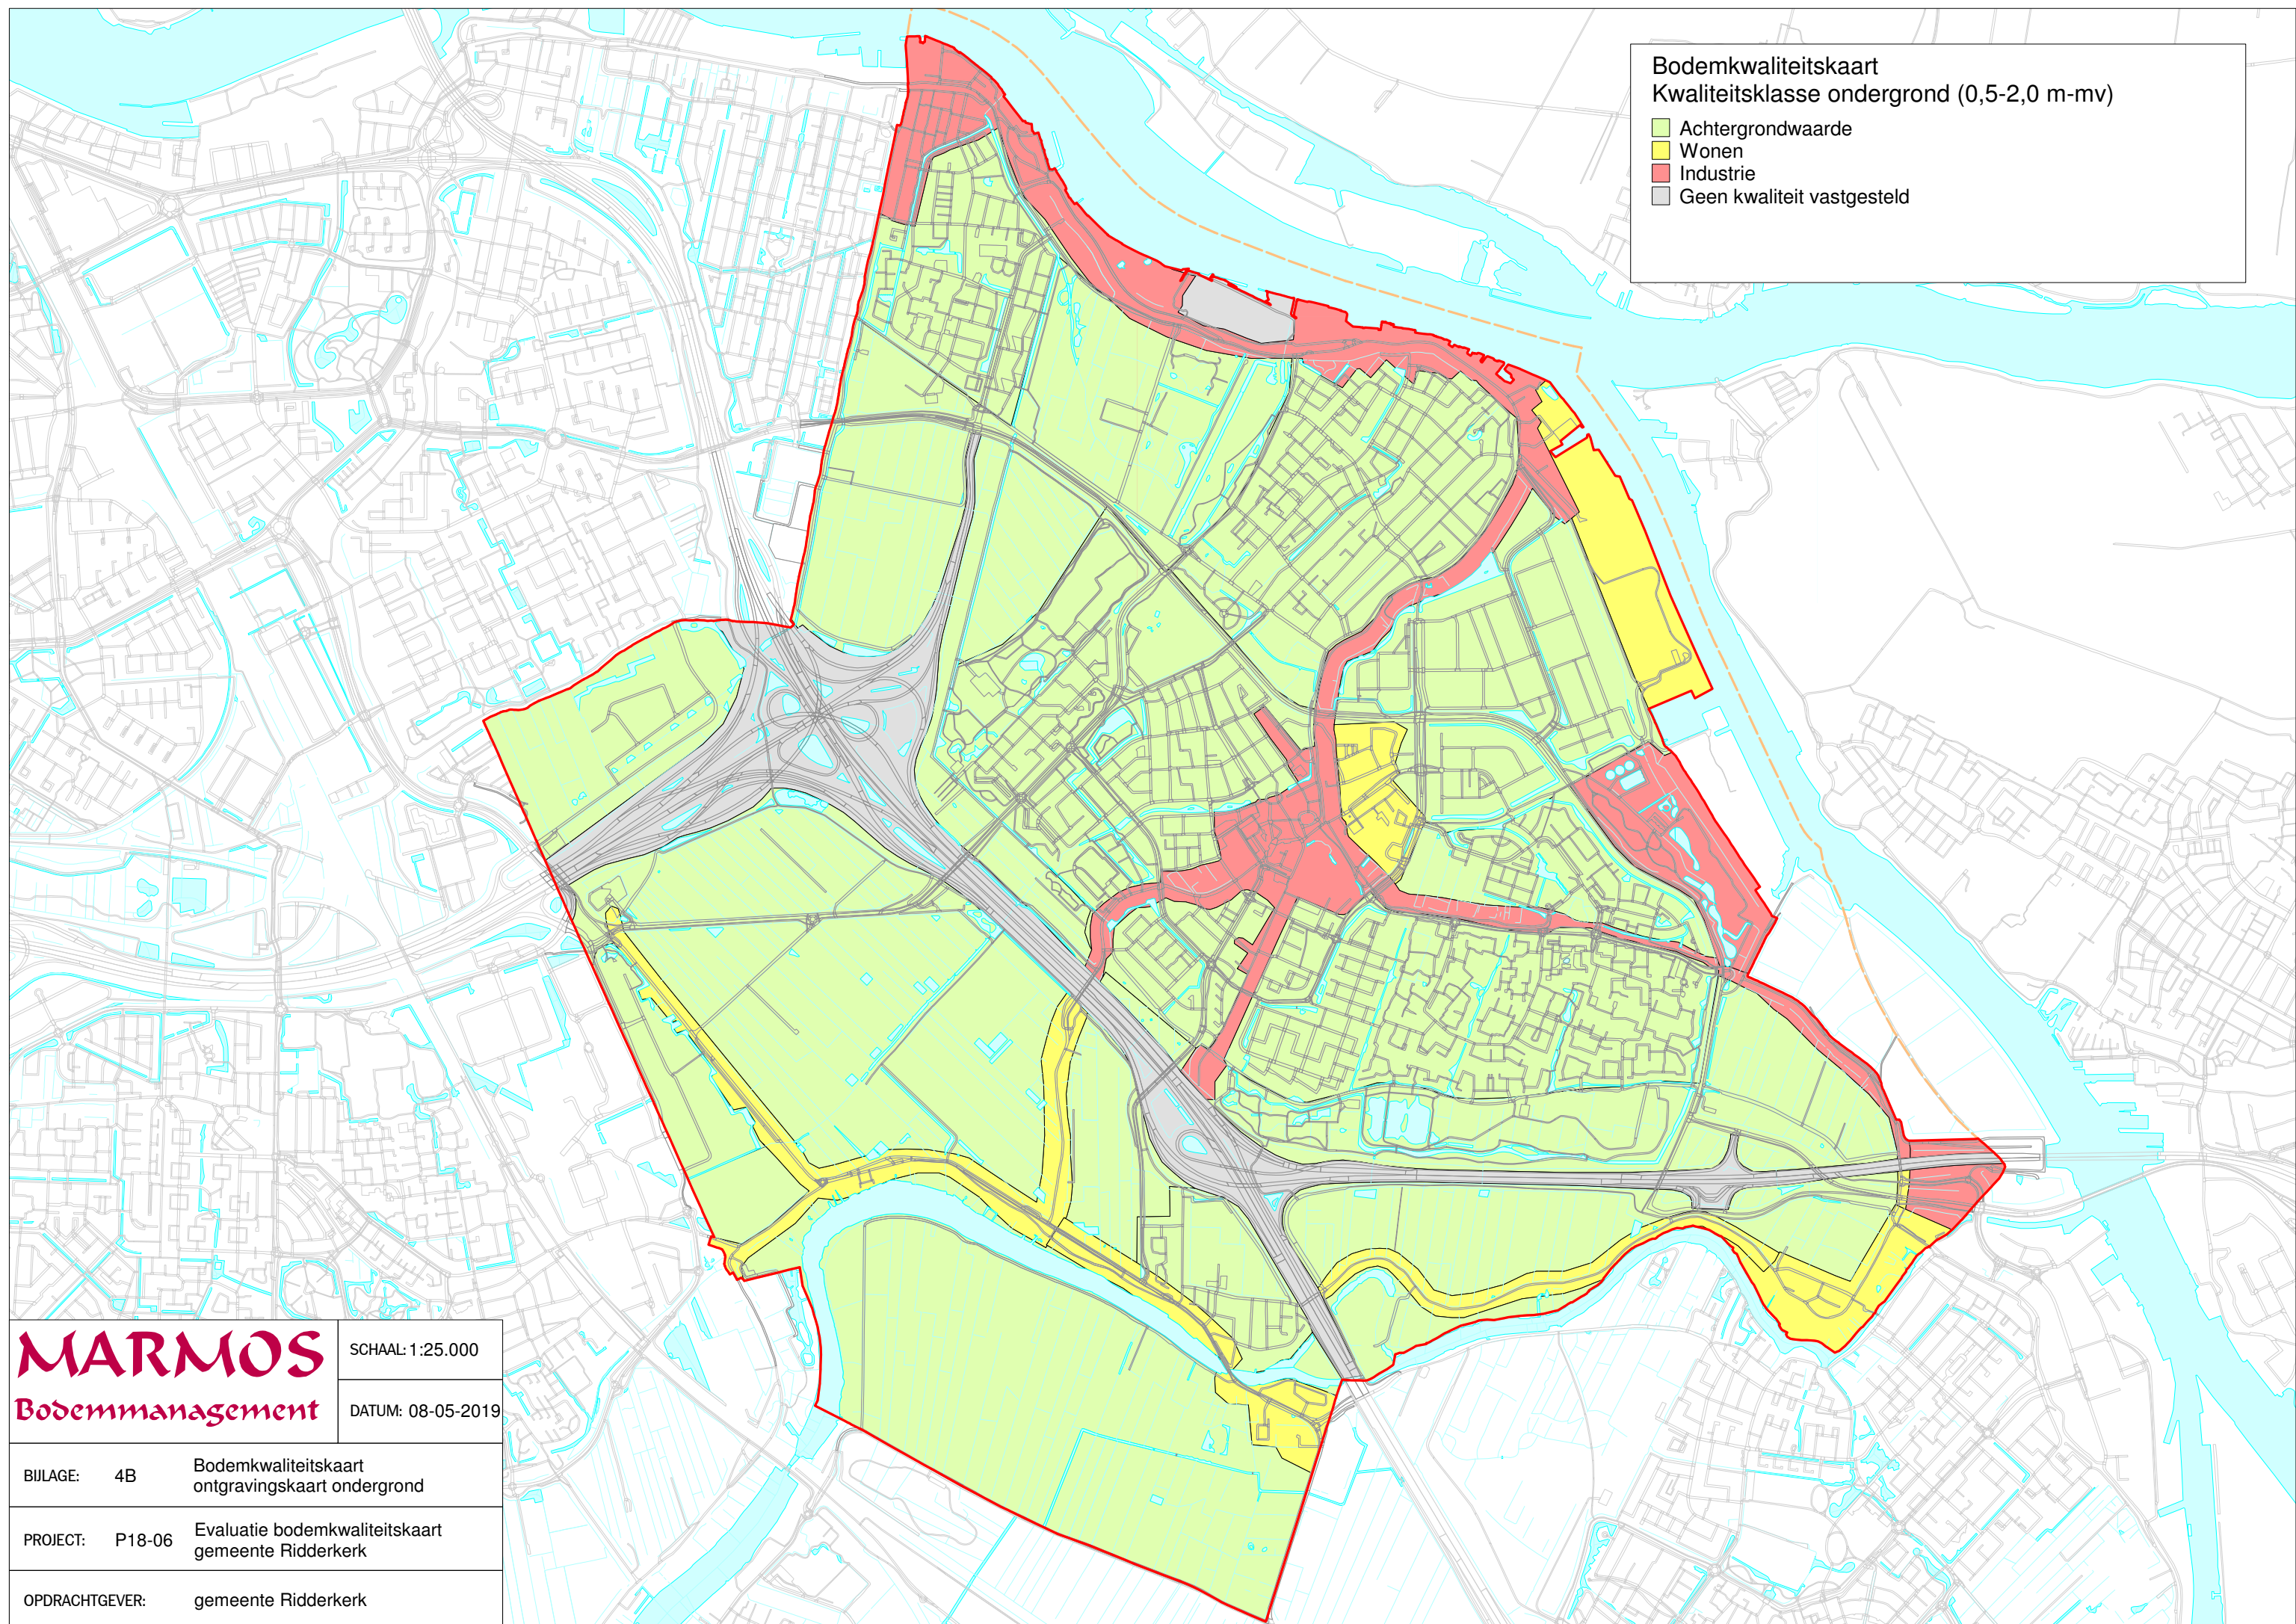 Bodemkwaliteitskaart
Kwaliteitsklasse ondergrond (0,5-2,0 m-mv)
Achtergrondwaarde
Wonen
Industrie
Geen kwaliteit vastgesteld
MARMOS
Bodemmanagement
SCHAAL: 1:25.000
DATUM: 08-05-2019
BIJLAGE: 4B Bodemkwaliteitskaart
ontgravingskaart ondergrond
PROJECT: P18-06 Evaluatie bodemkwaliteitskaart
gemeente Ridderkerk
OPDRACHTGEVER: gemeente Ridderkerk